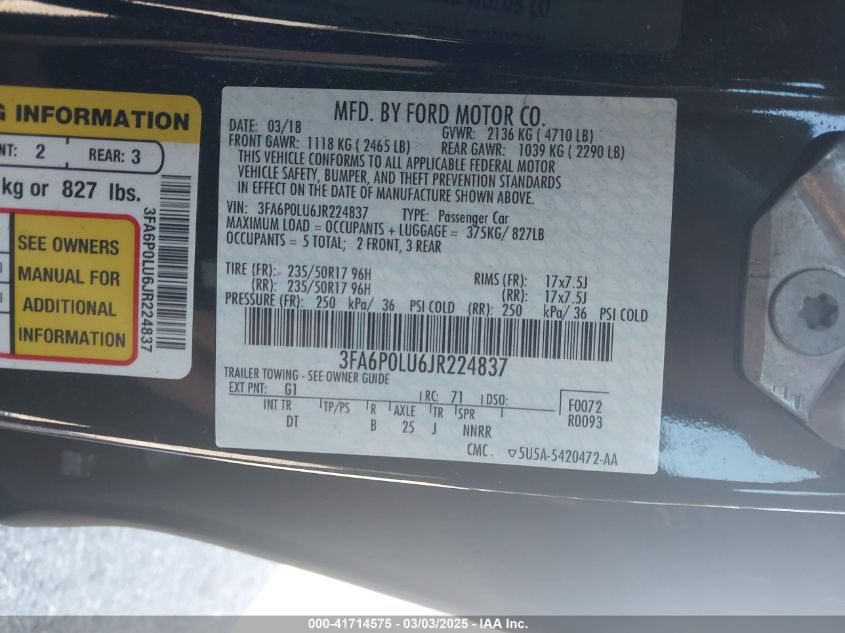 G INFORMATION
NT: 2 REAR: 3
kg or 827 lbs.
SEE OWNERS
MANUAL FOR
ADDITIONAL
INFORMATION
3FA6P0LU6JR224837
MFD. BY FORD MOTOR CO.
DATE: 03/18 GVWR: 2136 KG ( 4710 LB)
FRONT GAWR: 1118 KG ( 2465 LB) REAR GAWR: 1039 KG ( 2290 LB)
THIS VEHICLE CONFORMS TO ALL APPLICABLE FEDERAL MOTOR
VEHICLE SAFETY, BUMPER, AND THEFT PREVENTION STANDARDS
IN EFFECT ON THE DATE OF MANUFACTURE SHOWN ABOVE.
VIN: 3FA6P0LU6JR224837 TYPE: Passenger Car
MAXIMUM LOAD = OCCUPANTS + LUGGAGE = 375KG/ 827LB
OCCUPANTS = 5 TOTAL; 2 FRONT, 3 REAR
TIRE (FR): 235/50R17 96H RIMS (FR): 17x7.5J
(RR): 235/50R17 96H (RR): 17x7.5J
PRESSURE (FR): 250 kPa/ 36 PSI COLD (RR): 250 kPa/ 36 PSI COLD
3FA6P0LU6JR224837
TRAILER TOWING - SEE OWNER GUIDE
EXT PNT: G1 RC: 71 DSO: F0072
INT TR TP/PS R AXLE TR SPR R0093
DT B 25 J NNRR
CMC 5U5A-5420472-AA
000-41714575 — 03/03/2025 — IAA Inc.